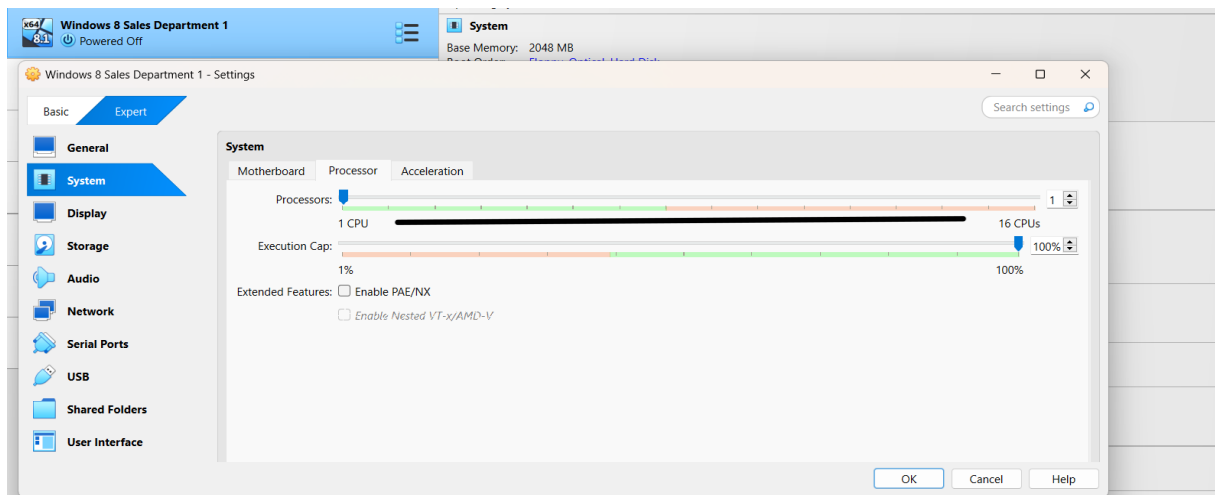 x64
8.1
Windows 8 Sales Department 1
Powered Off
System
Base Memory: 2048 MB
Windows 8 Sales Department 1 - Settings
Basic
Expert
Search settings
General
System
Display
Storage
Audio
Network
Serial Ports
USB
Shared Folders
User Interface
System
Motherboard Processor Acceleration
Processors: 1
1 CPU 16 CPUs
Execution Cap: 100%
1% 100%
Extended Features: Enable PAE/NX
Enable Nested VT-x/AMD-V
OK Cancel Help